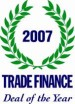 2007
TRADE FINANCE
Deal of the Year